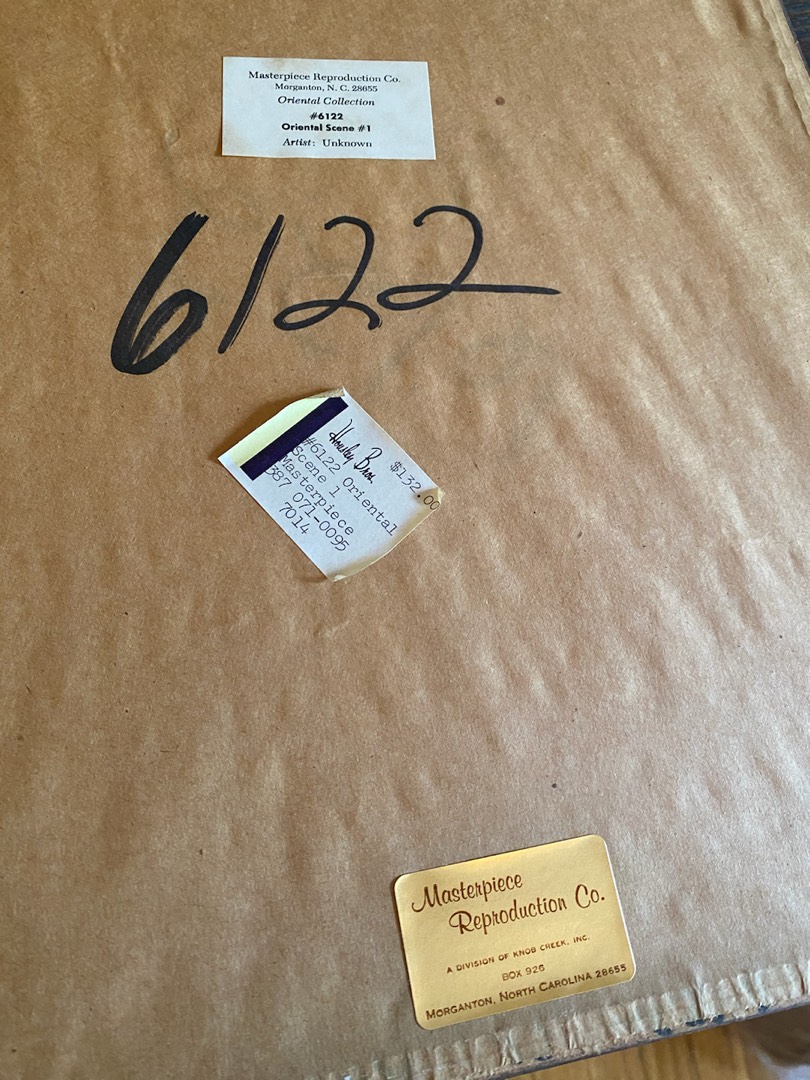 Masterpiece Reproduction Co.
Morganton, N. C. 28655
Oriental Collection
#6122
Oriental Scene #1
Artist: Unknown
6122
Bros.
$132.00
#6122 Oriental
Scene 1
Masterpiece
387 071-0095
7014
Masterpiece
Reproduction Co.
A DIVISION OF KNOB CREEK, INC.
BOX 926
MORGANTON, NORTH CAROLINA 28655